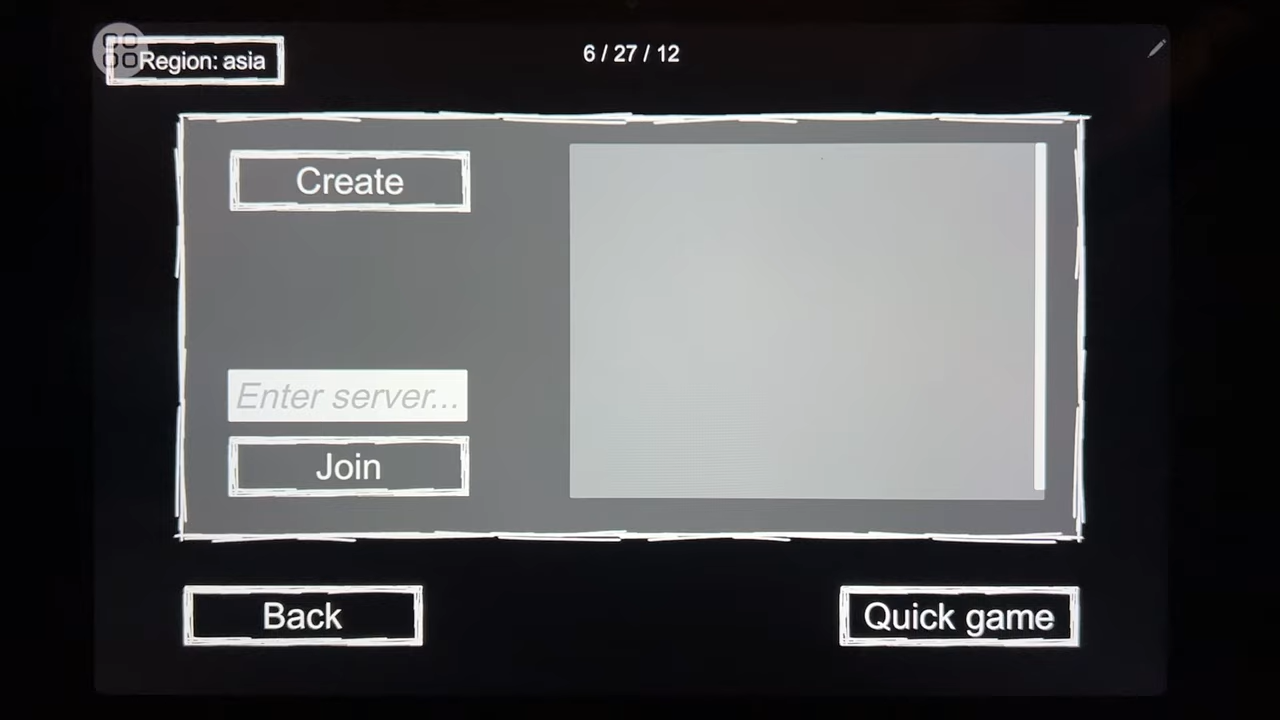 Region: asia
6 / 27 / 12
Create
Enter server...
Join
Back
Quick game